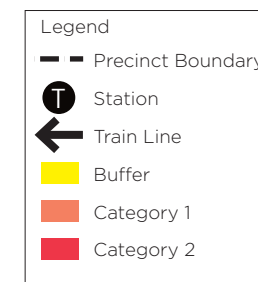 Legend
Precinct Boundary
T Station
Train Line
Buffer
Category 1
Category 2